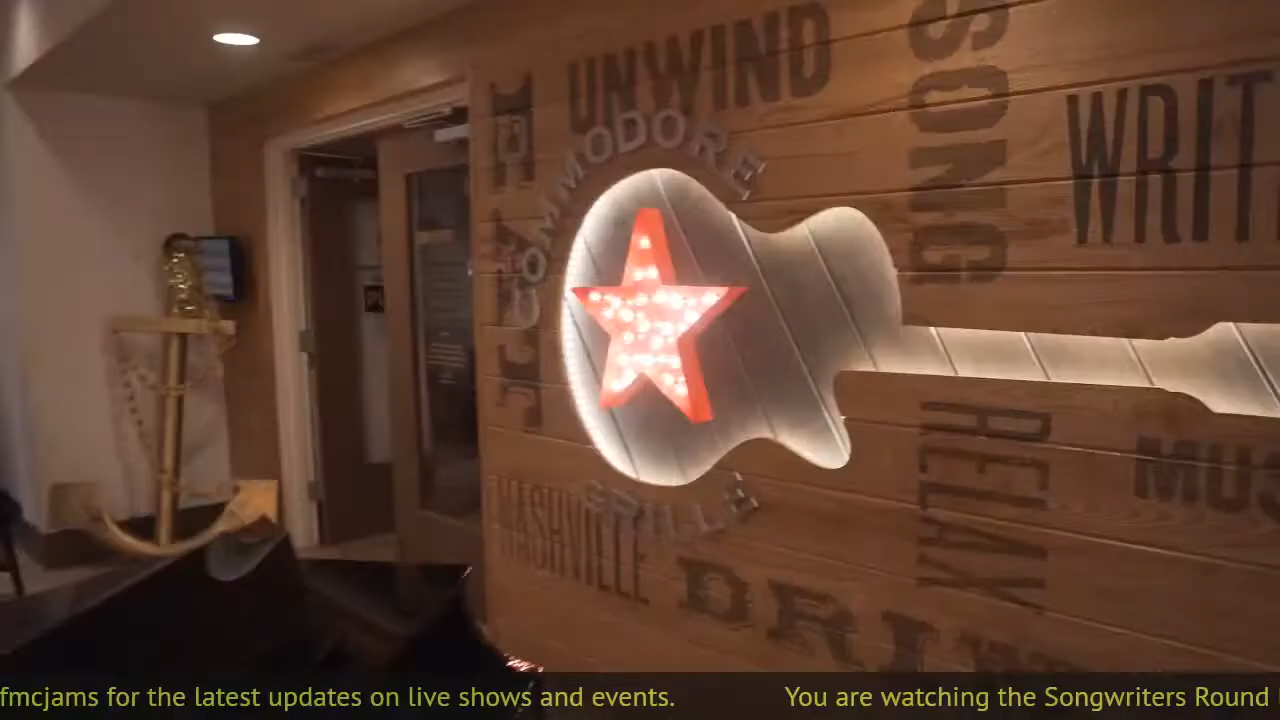 UNWIND
SONG
WRIT
COMMODORE
GRILLE
RELAX
MUS
NASHVILLE
DRIN
fmcjams for the latest updates on live shows and events. You are watching the Songwriters Round